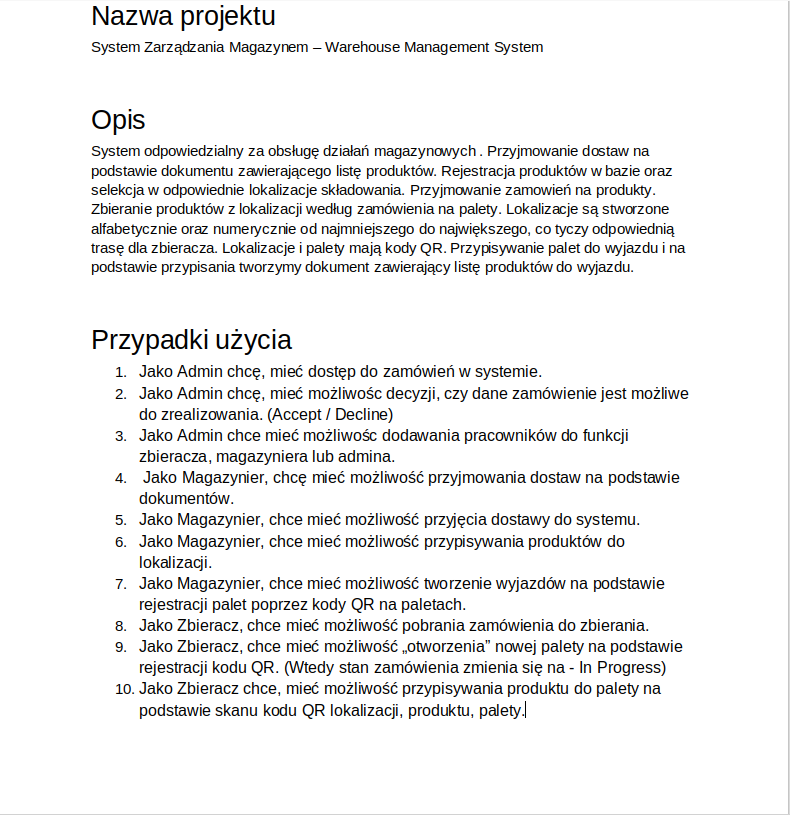 Nazwa projektu
System Zarządzania Magazynem – Warehouse Management System
Opis
System odpowiedzialny za obsługę działań magazynowych . Przyjmowanie dostaw na
podstawie dokumentu zawierającego listę produktów. Rejestracja produktów w bazie oraz
selekcja w odpowiednie lokalizacje składowania. Przyjmowanie zamowień na produkty.
Zbieranie produktów z lokalizacji według zamówienia na palety. Lokalizacje są stworzone
alfabetycznie oraz numerycznie od najmniejszego do największego, co tyczy odpowiednią
trasę dla zbieracza. Lokalizacje i palety mają kody QR. Przypisywanie palet do wyjazdu i na
podstawie przypisania tworzymy dokument zawierający listę produktów do wyjazdu.
Przypadki użycia
1. Jako Admin chcę, mieć dostęp do zamówień w systemie.
2. Jako Admin chcę, mieć możliwośc decyzji, czy dane zamówienie jest możliwe
do zrealizowania. (Accept / Decline)
3. Jako Admin chce mieć możliwośc dodawania pracowników do funkcji
zbieracza, magazyniera lub admina.
4. Jako Magazynier, chcę mieć możliwość przyjmowania dostaw na podstawie
dokumentów.
5. Jako Magazynier, chce mieć możliwość przyjęcia dostawy do systemu.
6. Jako Magazynier, chce mieć możliwość przypisywania produktów do
lokalizacji.
7. Jako Magazynier, chce mieć możliwość tworzenie wyjazdów na podstawie
rejestracji palet poprzez kody QR na paletach.
8. Jako Zbieracz, chce mieć możliwość pobrania zamówienia do zbierania.
9. Jako Zbieracz, chce mieć możliwość „otworzenia” nowej palety na podstawie
rejestracji kodu QR. (Wtedy stan zamówienia zmienia się na - In Progress)
10. Jako Zbieracz chce, mieć możliwość przypisywania produktu do palety na
podstawie skanu kodu QR lokalizacji, produktu, palety.